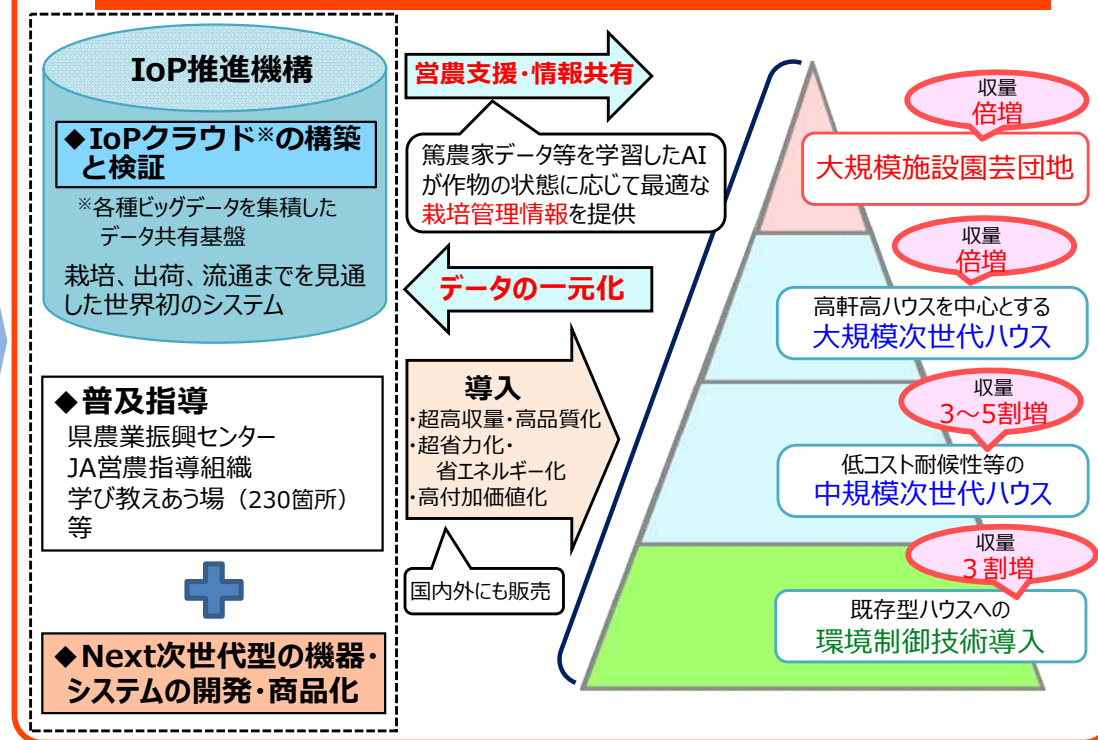 IoP推進機構
◆IoPクラウド※の構築
と検証
※各種ビッグデータを集積した
データ共有基盤
栽培、出荷、流通までを見通
した世界初のシステム
◆普及指導
県農業振興センター
JA営農指導組織
学び教えあう場（230箇所）
等
◆Next次世代型の機器・
システムの開発・商品化
営農支援・情報共有
篤農家データ等を学習したAI
が作物の状態に応じて最適な
栽培管理情報を提供
データの一元化
導入
・超高収量・高品質化
・超省力化・
省エネルギー化
・高付加価値化
国内外にも販売
収量
倍増
大規模施設園芸団地
収量
倍増
高軒高ハウスを中心とする
大規模次世代ハウス
収量
3～5割増
低コスト耐候性等の
中規模次世代ハウス
収量
３割増
既存型ハウスへの
環境制御技術導入